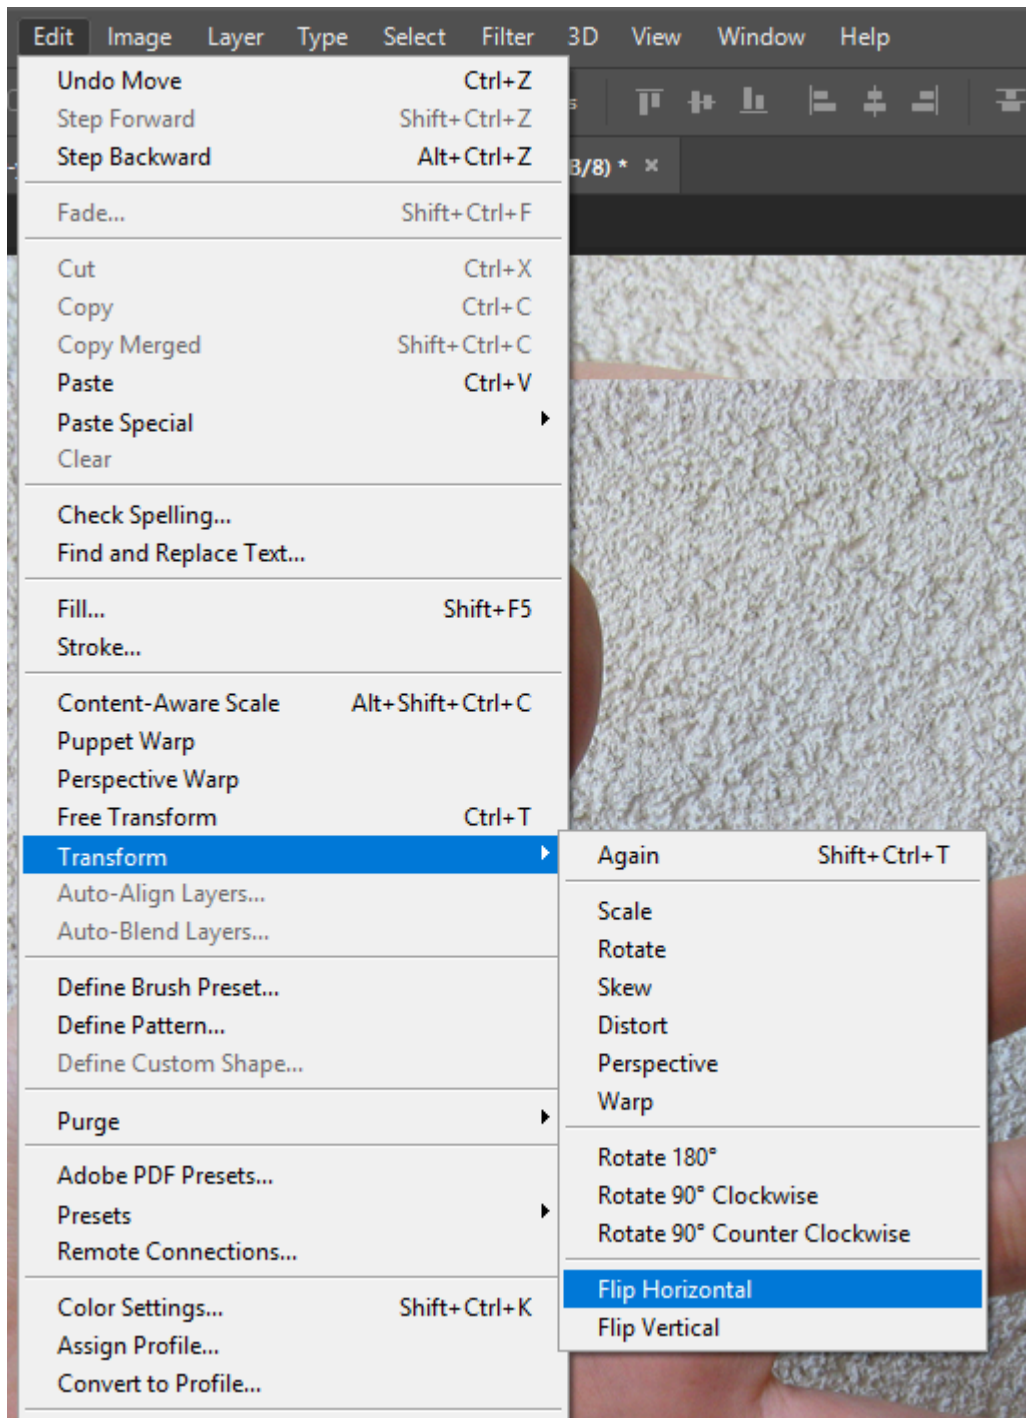 Edit Image Layer Type Select Filter 3D View Window Help
Undo Move Ctrl+Z
Step Forward Shift+Ctrl+Z
Step Backward Alt+Ctrl+Z
B/8) * ×
Fade... Shift+Ctrl+F
Cut Ctrl+X
Copy Ctrl+C
Copy Merged Shift+Ctrl+C
Paste Ctrl+V
Paste Special
Clear
Check Spelling...
Find and Replace Text...
Fill... Shift+F5
Stroke...
Content-Aware Scale Alt+Shift+Ctrl+C
Puppet Warp
Perspective Warp
Free Transform Ctrl+T
Transform
Auto-Align Layers...
Auto-Blend Layers...
Define Brush Preset...
Define Pattern...
Define Custom Shape...
Purge
Adobe PDF Presets...
Presets
Remote Connections...
Color Settings... Shift+Ctrl+K
Assign Profile...
Convert to Profile...
Again Shift+Ctrl+T
Scale
Rotate
Skew
Distort
Perspective
Warp
Rotate 180°
Rotate 90° Clockwise
Rotate 90° Counter Clockwise
Flip Horizontal
Flip Vertical